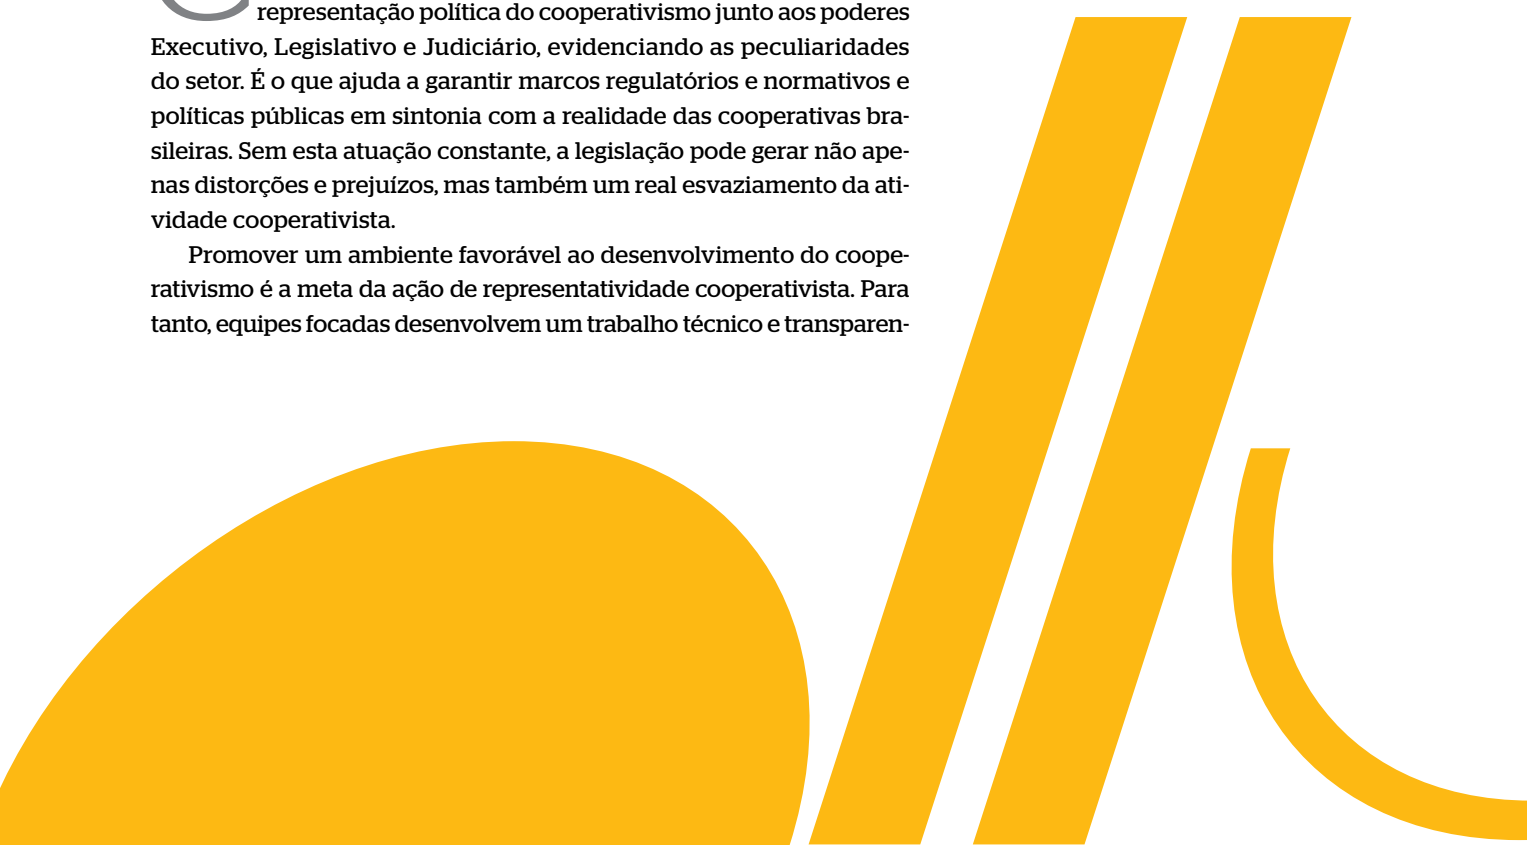 representação política do cooperativismo junto aos poderes
Executivo, Legislativo e Judiciário, evidenciando as peculiaridades
do setor. É o que ajuda a garantir marcos regulatórios e normativos e
políticas públicas em sintonia com a realidade das cooperativas bra-
sileiras. Sem esta atuação constante, a legislação pode gerar não ape-
nas distorções e prejuízos, mas também um real esvaziamento da ati-
vidade cooperativista.
Promover um ambiente favorável ao desenvolvimento do coope-
rativismo é a meta da ação de representatividade cooperativista. Para
tanto, equipes focadas desenvolvem um trabalho técnico e transparen-